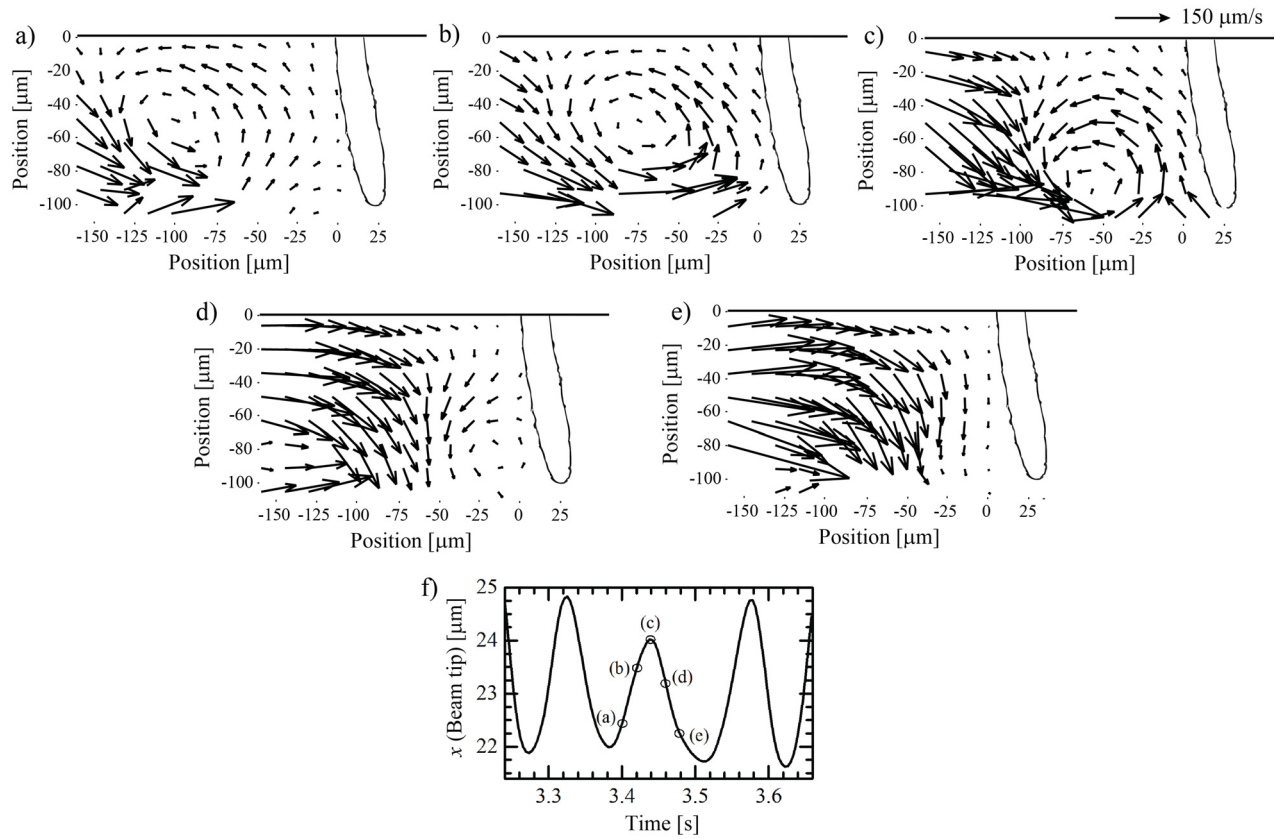 150 μm/s
a)
Position [μm]
0
-20
-40
-60
-80
-100
-150 -125 -100 -75 -50 -25 0 25
Position [μm]
b)
Position [μm]
0
-20
-40
-60
-80
-100
-150 -125 -100 -75 -50 -25 0 25
Position [μm]
c)
Position [μm]
0
-20
-40
-60
-80
-100
-150 -125 -100 -75 -50 -25 0 25
Position [μm]
d)
Position [μm]
0
-20
-40
-60
-80
-100
-150 -125 -100 -75 -50 -25 0 25
Position [μm]
e)
Position [μm]
0
-20
-40
-60
-80
-100
-150 -125 -100 -75 -50 -25 0 25
Position [μm]
f)
x (Beam tip) [μm]
25
24
23
22
(a)
(b)
(c)
(d)
(e)
3.3 3.4 3.5 3.6
Time [s]